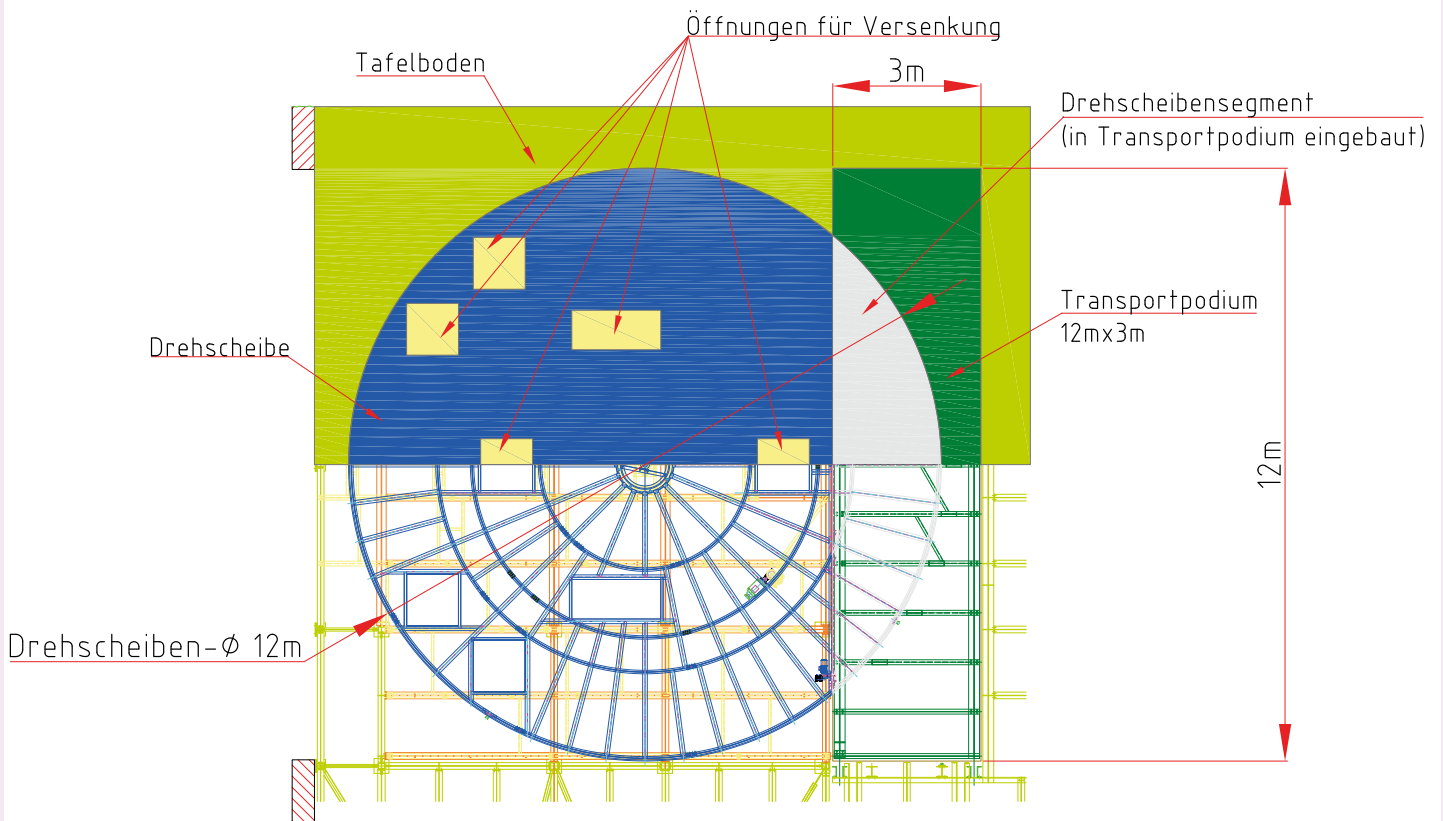 Öffnungen für Versenkung
Tafelboden
3m
Drehscheibensegment
(in Transportpodium eingebaut)
Transportpodium
12mx3m
Drehscheibe
12m
Drehscheiben-Ø 12m